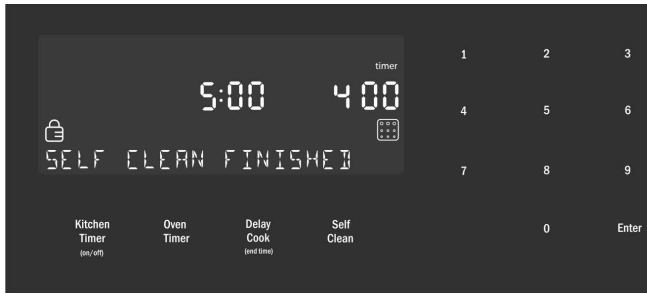 timer
5:00 4 00
SELF CLEAN FINISHED
Kitchen Timer (on/off)
Oven Timer
Delay Cook (end time)
Self Clean
1 2 3
4 5 6
7 8 9
0 Enter